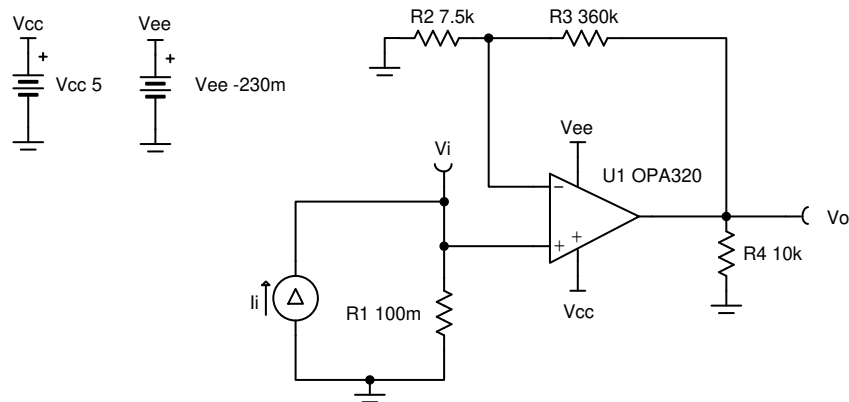 Vcc
+
Vcc 5
Vee
+
Vee -230m
R2 7.5k
R3 360k
Vee
U1 OPA320
−
+
+
Vcc
Vi
Ii
R1 100m
Vo
R4 10k